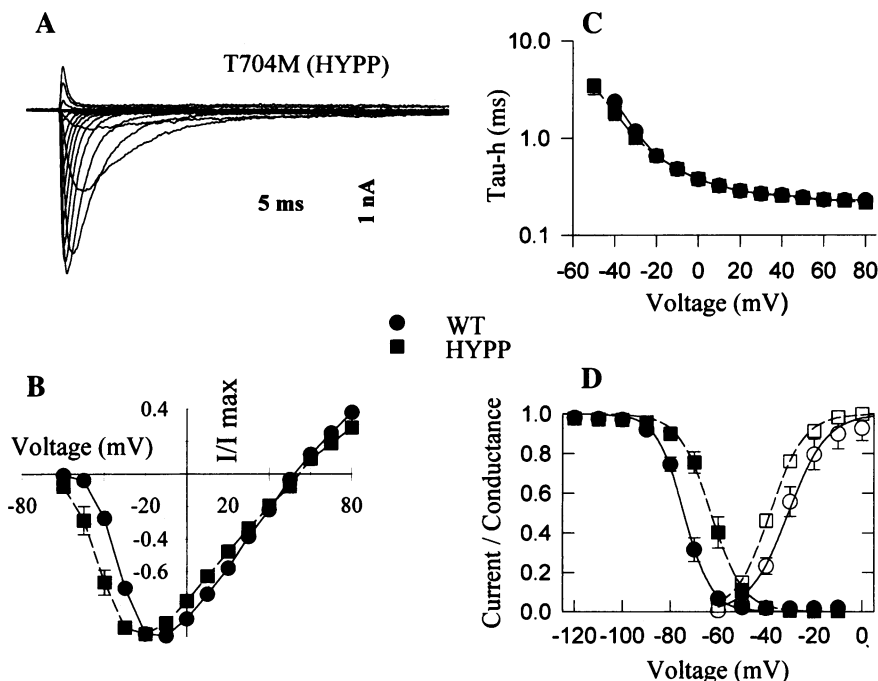 A
T704M (HYPP)
5 ms
1 nA
C
10.0
1.0
0.1
Tau-h (ms)
-60 -40 -20 0 20 40 60 80
Voltage (mV)
WT
HYPP
B
0.4
I/I max
Voltage (mV)
-80 -20 20 80
-0.4
-0.6
D
1.0
0.8
0.6
0.4
0.2
0.0
Current / Conductance
-120 -100 -80 -60 -40 -20 0
Voltage (mV)